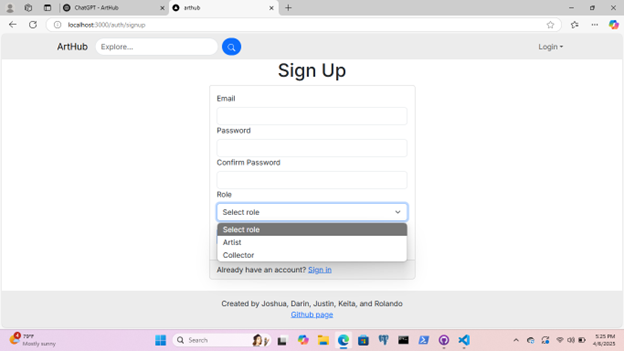 ChatGPT - ArtHub
arthub
localhost:3000/auth/signup
ArtHub
Explore...
Login
Sign Up
Email
Password
Confirm Password
Role
Select role
Select role
Artist
Collector
Already have an account? Sign in
Created by Joshua, Darin, Justin, Keita, and Rolando
Github page
4
79°F
Mostly sunny
Search
5:25 PM
4/6/2025